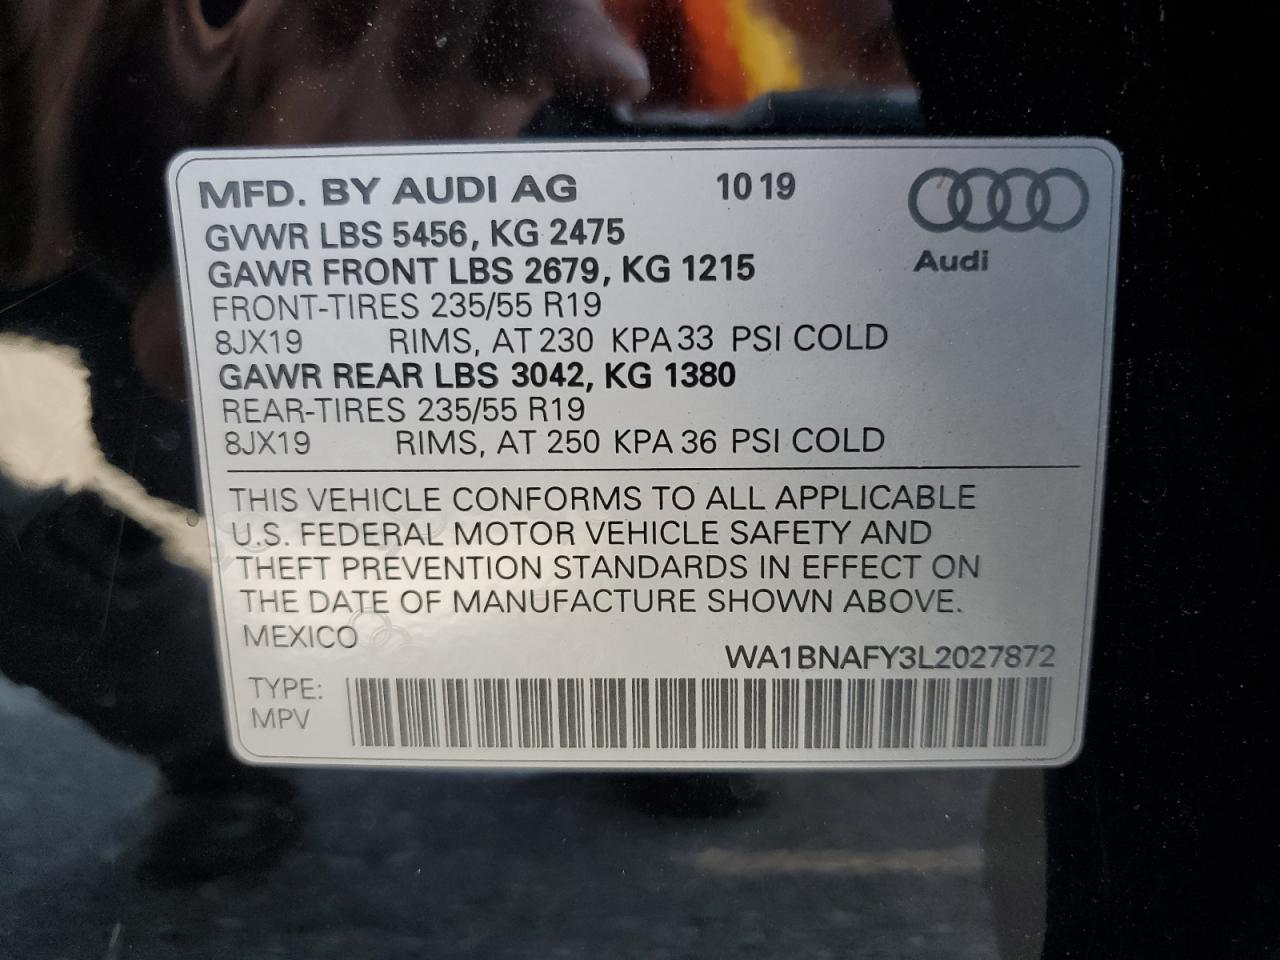 MFD. BY AUDI AG 10 19
GVWR LBS 5456, KG 2475
Audi
GAWR FRONT LBS 2679, KG 1215
FRONT-TIRES 235/55 R19
8JX19 RIMS, AT 230 KPA 33 PSI COLD
GAWR REAR LBS 3042, KG 1380
REAR-TIRES 235/55 R19
8JX19 RIMS, AT 250 KPA 36 PSI COLD
THIS VEHICLE CONFORMS TO ALL APPLICABLE
U.S. FEDERAL MOTOR VEHICLE SAFETY AND
THEFT PREVENTION STANDARDS IN EFFECT ON
THE DATE OF MANUFACTURE SHOWN ABOVE.
MEXICO
WA1BNAFY3L2027872
TYPE:
MPV